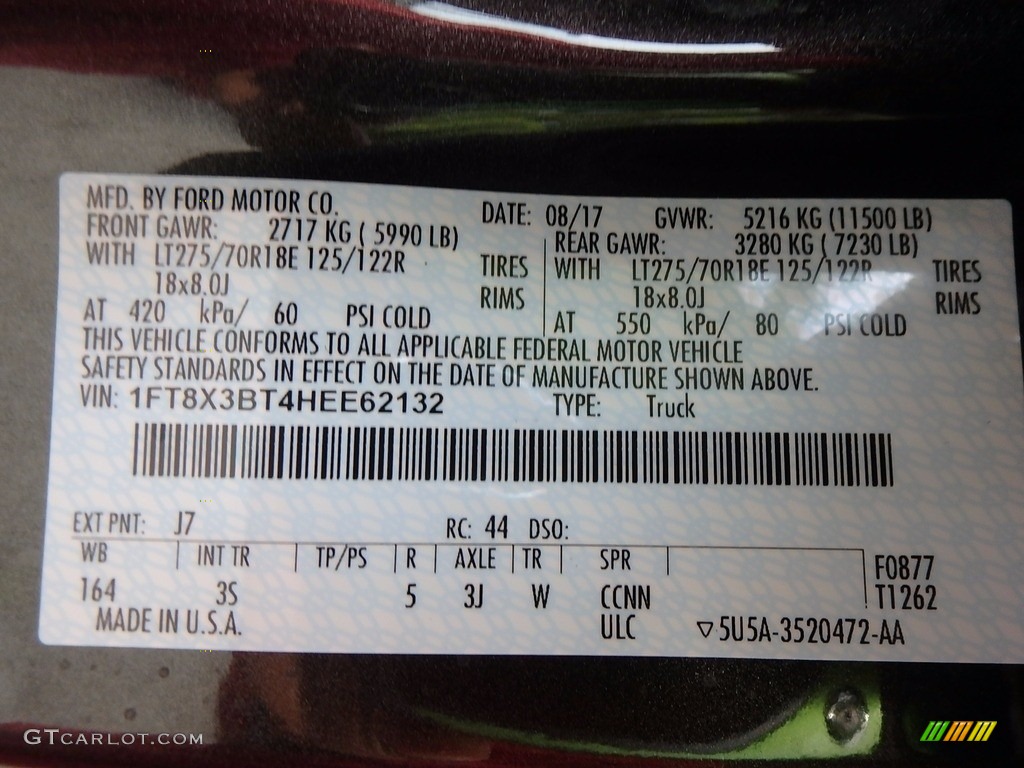 MFD. BY FORD MOTOR CO. DATE: 08/17 GVWR: 5216 KG (11500 LB)
FRONT GAWR: 2717 KG ( 5990 LB) REAR GAWR: 3280 KG ( 7230 LB)
WITH LT275/70R18E 125/122R TIRES WITH LT275/70R18E 125/122R TIRES
18x8.0J RIMS 18x8.0J RIMS
AT 420 kPa/ 60 PSI COLD AT 550 kPa/ 80 PSI COLD
THIS VEHICLE CONFORMS TO ALL APPLICABLE FEDERAL MOTOR VEHICLE
SAFETY STANDARDS IN EFFECT ON THE DATE OF MANUFACTURE SHOWN ABOVE.
VIN: 1FT8X3BT4HEE62132 TYPE: Truck
EXT PNT: J7 RC: 44 DSO:
WB INT TR TP/PS R AXLE TR SPR F0877
164 3S 5 3J W CCNN T1262
MADE IN U.S.A. ULC ▽5U5A-3520472-AA
GTcarlot.com